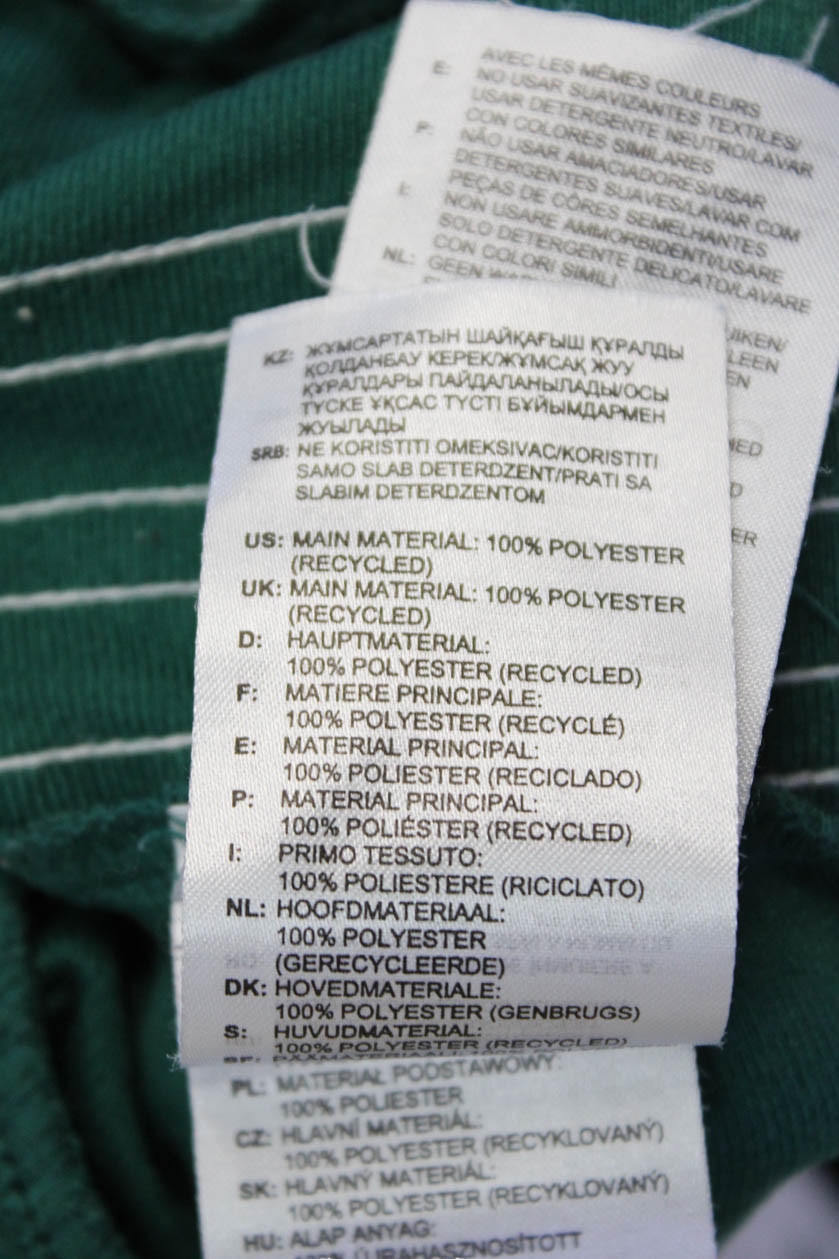 AVEC LES MÊMES COULEURS
E: NO USAR SUAVIZANTES TEXTILES/
USAR DETERGENTE NEUTRO/LAVAR
CON COLORES SIMILARES
P: NÃO USAR AMACIADORES/USAR
DETERGENTES SUAVES/LAVAR COM
PEÇAS DE CÔRES SEMELHANTES
I: NON USARE AMMORBIDENTI/USARE
SOLO DETERGENTE DELICATO/LAVARE
CON COLORI SIMILI
NL: GEEN
KZ: ЖҰМСАРТАТЫН ШАЙҚАҒЫШ ҚҰРАЛДЫ
ҚОЛДАНБАУ КЕРЕК/ЖҰМСАҚ ЖУУ
ҚҰРАЛДАРЫ ПАЙДАЛАНЫЛАДЫ/ОСЫ
ТҮСКЕ ҰҚСАС ТҮСТІ БҰЙЫМДАРМЕН
ЖУЫЛАДЫ
SRB: NE KORISTITI OMEKSIVAC/KORISTITI
SAMO SLAB DETERDZENT/PRATI SA
SLABIM DETERDZENTOM
US: MAIN MATERIAL: 100% POLYESTER
(RECYCLED)
UK: MAIN MATERIAL: 100% POLYESTER
(RECYCLED)
D: HAUPTMATERIAL:
100% POLYESTER (RECYCLED)
F: MATIERE PRINCIPALE:
100% POLYESTER (RECYCLÉ)
E: MATERIAL PRINCIPAL:
100% POLIESTER (RECICLADO)
P: MATERIAL PRINCIPAL:
100% POLIÉSTER (RECYCLED)
I: PRIMO TESSUTO:
100% POLIESTERE (RICICLATO)
NL: HOOFDMATERIAAL:
100% POLYESTER
(GERECYCLEERDE)
DK: HOVEDMATERIALE:
100% POLYESTER (GENBRUGS)
S: HUVUDMATERIAL:
100% POLYESTER (RECYCLED)
PL: MATERIAŁ PODSTAWOWY:
100% POLIESTER
CZ: HLAVNÍ MATERIÁL:
100% POLYESTER (RECYKLOVANÝ)
SK: HLAVNÝ MATERIÁL:
100% POLYESTER (RECYKLOVANÝ)
HU: ALAP ANYAG:
100% ÚJRAHASZNOSÍTOTT